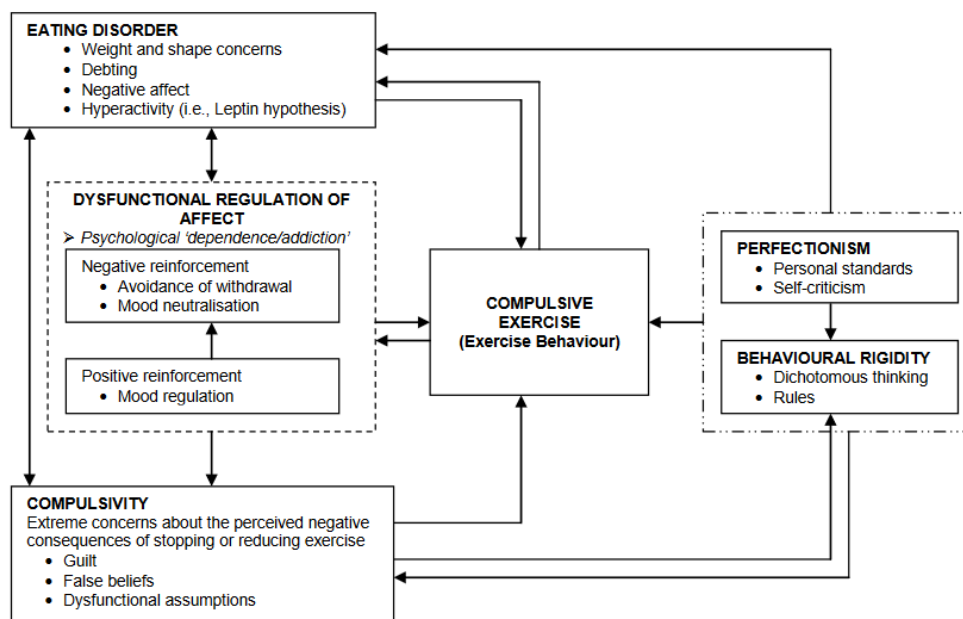 EATING DISORDER
• Weight and shape concerns
• Debting
• Negative affect
• Hyperactivity (i.e., Leptin hypothesis)
DYSFUNCTIONAL REGULATION OF
AFFECT
➢ Psychological ‘dependence/addiction’
Negative reinforcement
• Avoidance of withdrawal
• Mood neutralisation
Positive reinforcement
• Mood regulation
COMPULSIVE
EXERCISE
(Exercise Behaviour)
PERFECTIONISM
• Personal standards
• Self-criticism
BEHAVIOURAL RIGIDITY
• Dichotomous thinking
• Rules
COMPULSIVITY
Extreme concerns about the perceived negative
consequences of stopping or reducing exercise
• Guilt
• False beliefs
• Dysfunctional assumptions